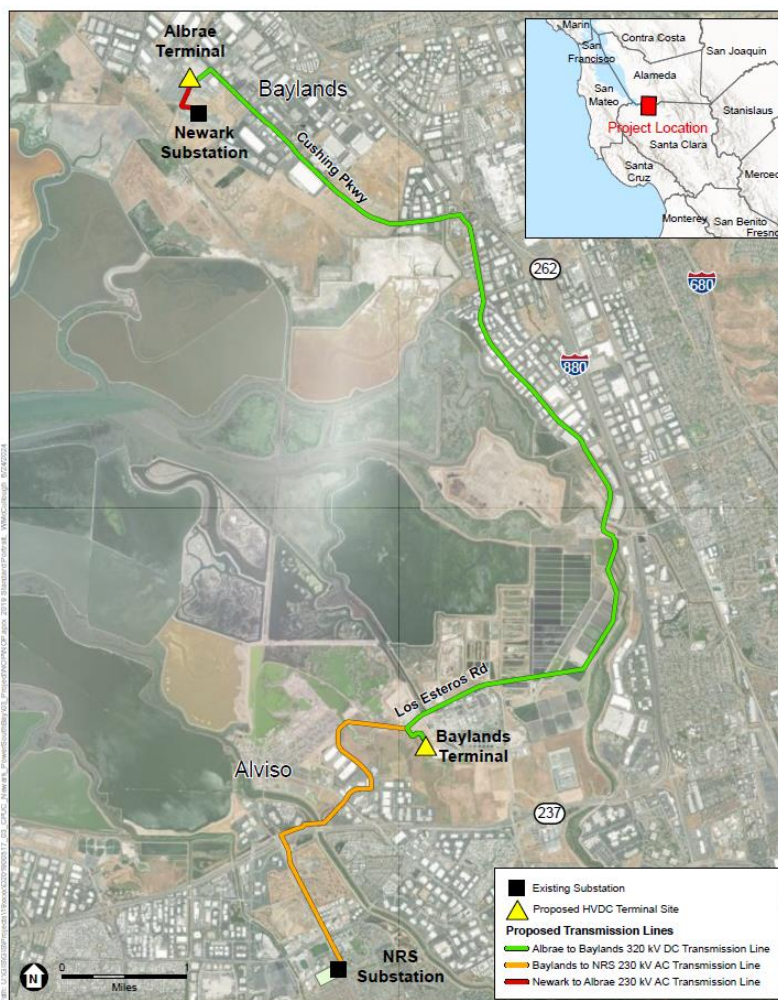 Albrae
Terminal
Baylands
Newark
Substation
Cushing Pkwy
Marin
Contra Costa
San
Francisco
San Joaquin
Alameda
San
Mateo
Stanislaus
Project Location
Santa Clara
Santa
Cruz
Merced
Monterey
San Benito
Fresno
262
680
880
Los Esteros Rd
Baylands
Terminal
Alviso
237
NRS
Substation
N
0
1
Miles
Existing Substation
Proposed HVDC Terminal Site
Proposed Transmission Lines
Albrae to Baylands 320 kV DC Transmission Line
Baylands to NRS 230 kV AC Transmission Line
Newark to Albrae 230 kV AC Transmission Line